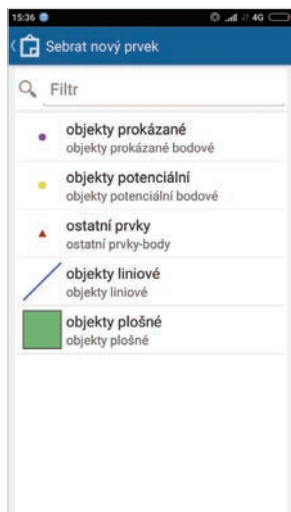 15:36 4G
Sebrat nový prvek
Filtr
objekty prokázané
objekty prokázané bodové
objekty potenciální
objekty potenciální bodové
ostatní prvky
ostatní prvky-body
objekty liniové
objekty liniové
objekty plošné
objekty plošné